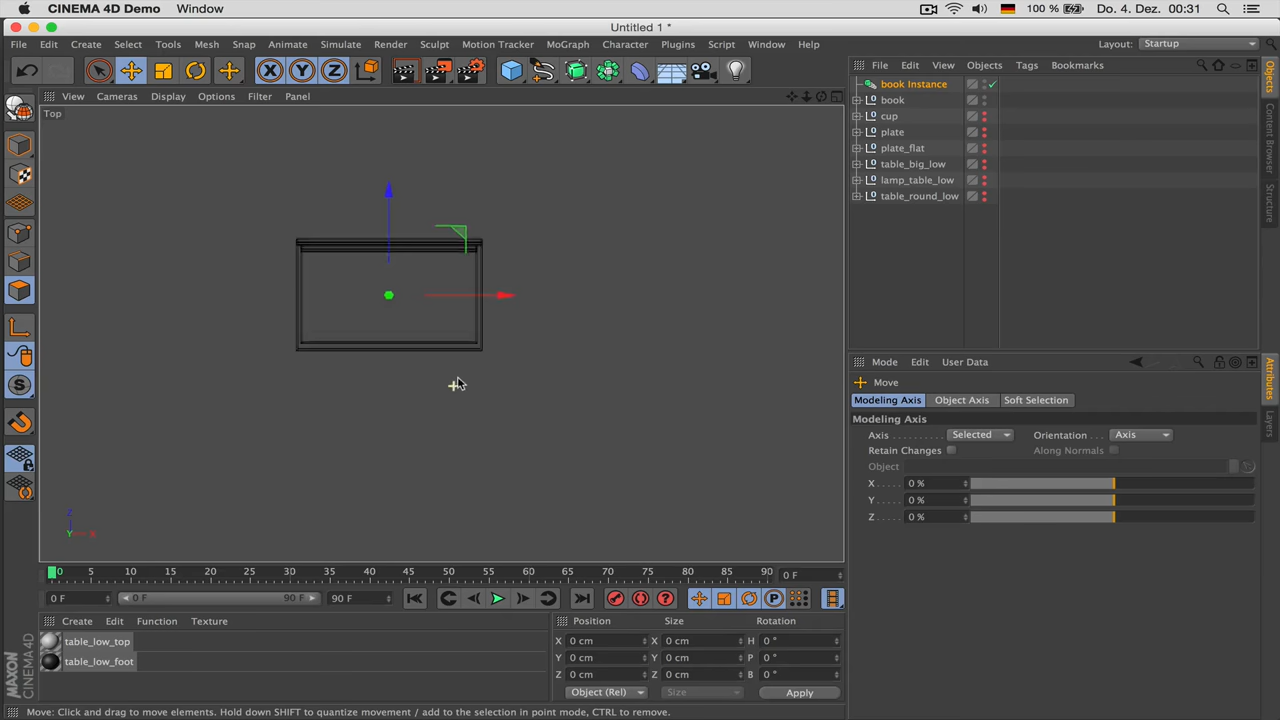 CINEMA 4D Demo Window 100 % Do. 4. Dez. 00:31
Untitled 1 *
File Edit Create Select Tools Mesh Snap Animate Simulate Render Sculpt Motion Tracker MoGraph Character Plugins Script Window Help Layout: Startup
X Y Z
File Edit View Objects Tags Bookmarks
View Cameras Display Options Filter Panel
Top
book Instance
book
cup
plate
plate_flat
table_big_low
lamp_table_low
table_round_low
Objects
Content Browser
Structure
Mode Edit User Data
Move
Modeling Axis Object Axis Soft Selection
Modeling Axis
Axis Selected Orientation Axis
Retain Changes Along Normals
Object
X 0 %
Y 0 %
Z 0 %
Attributes
Layers
S
Z
Y X
0 5 10 15 20 25 30 35 40 45 50 55 60 65 70 75 80 85 90 0 F
0 F 0 F 90 F 90 F P
Create Edit Function Texture
table_low_top
table_low_foot
Position Size Rotation
X 0 cm X 0 cm H 0 °
Y 0 cm Y 0 cm P 0 °
Z 0 cm Z 0 cm B 0 °
Object (Rel) Size Apply
MAXON CINEMA 4D
Move: Click and drag to move elements. Hold down SHIFT to quantize movement / add to the selection in point mode, CTRL to remove.